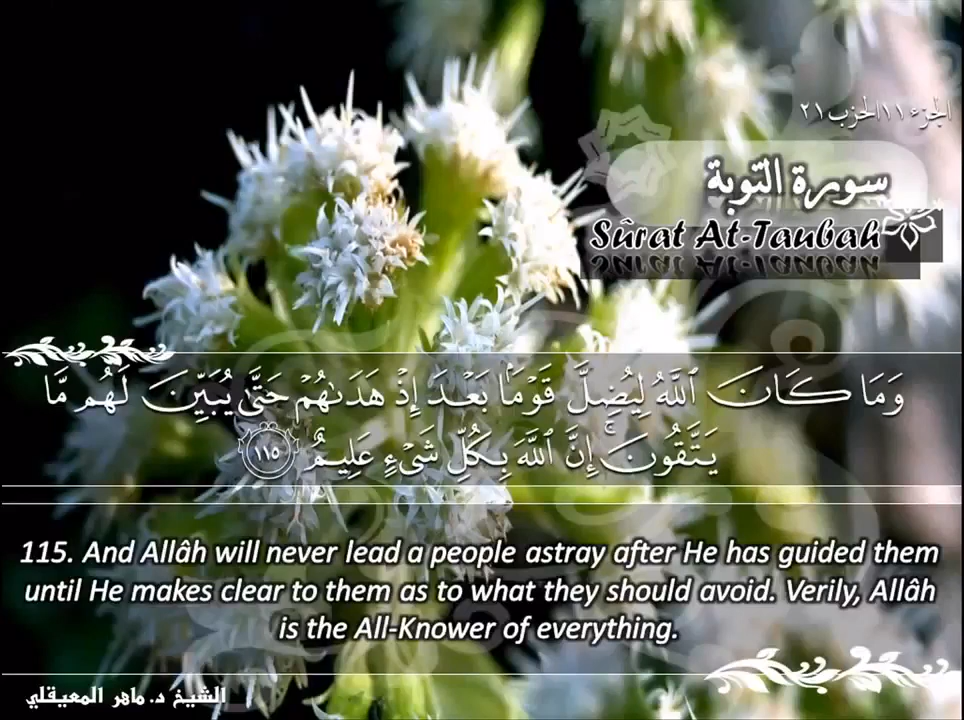 الجزء ١١ الحزب ٢١
سورة التوبة
Sûrat At-Taubah
وَمَا كَانَ ٱللَّهُ لِيُضِلَّ قَوْمًۢا بَعْدَ إِذْ هَدَىٰهُمْ حَتَّىٰ يُبَيِّنَ لَهُم مَّا
يَتَّقُونَ ۚ إِنَّ ٱللَّهَ بِكُلِّ شَىْءٍ عَلِيمٌ ١١٥
115. And Allâh will never lead a people astray after He has guided them
until He makes clear to them as to what they should avoid. Verily, Allâh
is the All-Knower of everything.
الشيخ د. ماهر المعيقلي